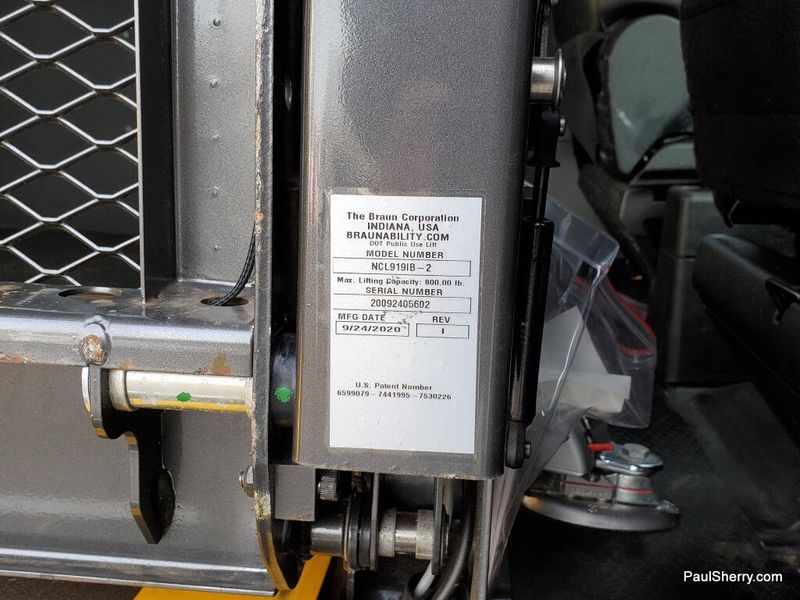 The Braun Corporation
INDIANA, USA
BRAUNABILITY.COM
DOT Public Use Lift
MODEL NUMBER
NCL919IB-2
Max. Lifting Capacity: 800.00 lb.
SERIAL NUMBER
20092405602
MFG DATE REV
9/24/2020 I
U.S. Patent Number
6599079-7441995-7530226
PaulSherry.com